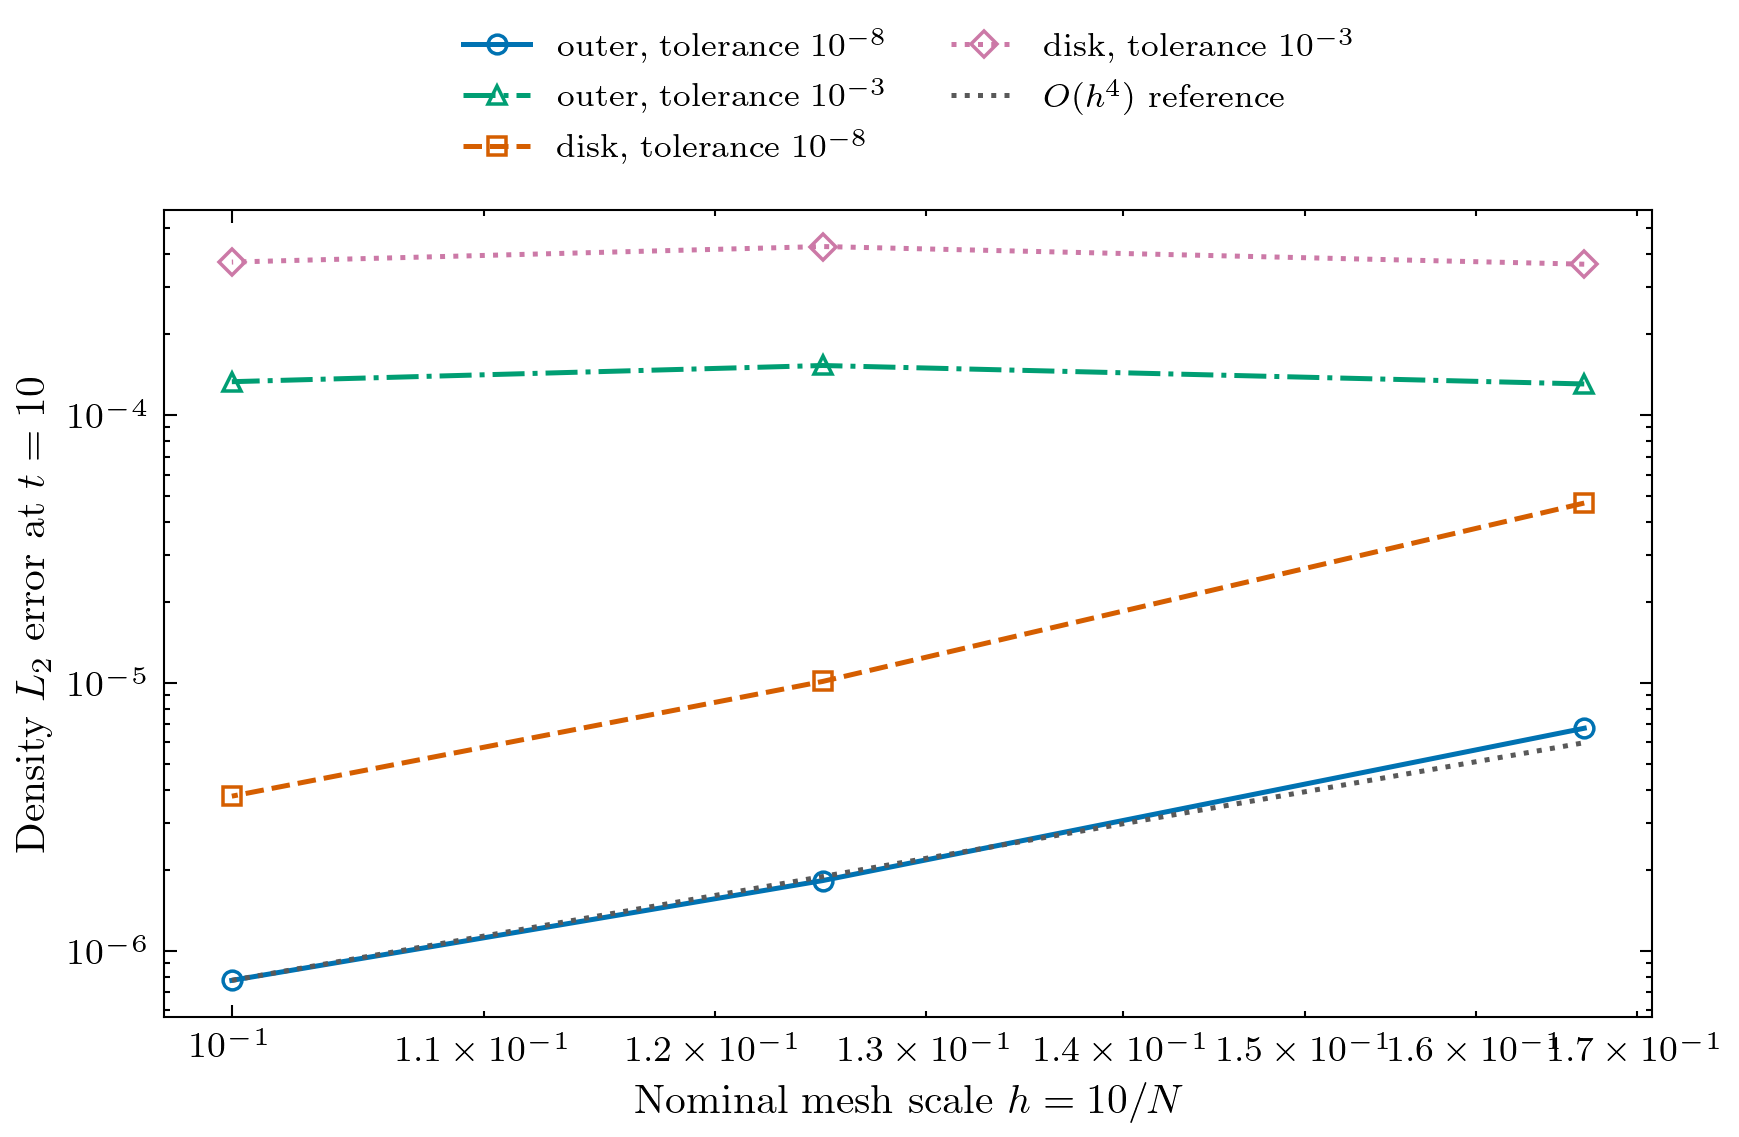 outer, tolerance 10⁻⁸
outer, tolerance 10⁻³
disk, tolerance 10⁻⁸
disk, tolerance 10⁻³
O(h⁴) reference
Density L₂ error at t = 10
10⁻⁴
10⁻⁵
10⁻⁶
10⁻¹
1.1 × 10⁻¹
1.2 × 10⁻¹
1.3 × 10⁻¹
1.4 × 10⁻¹
1.5 × 10⁻¹
1.6 × 10⁻¹
1.7 × 10⁻¹
Nominal mesh scale h = 10/N